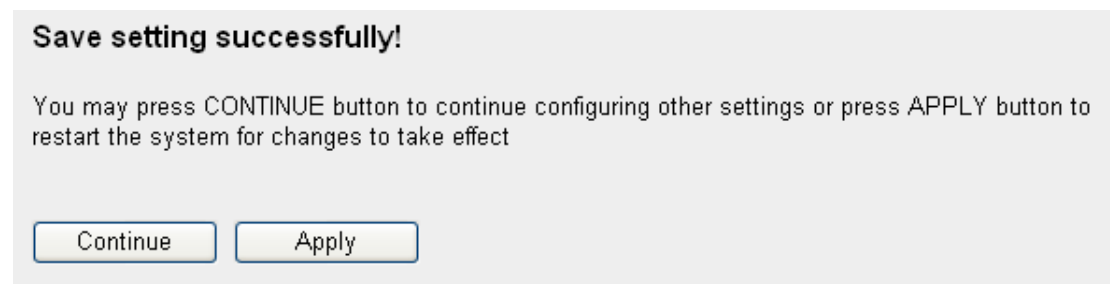 Save setting successfully!
You may press CONTINUE button to continue configuring other settings or press APPLY button to
restart the system for changes to take effect
Continue
Apply